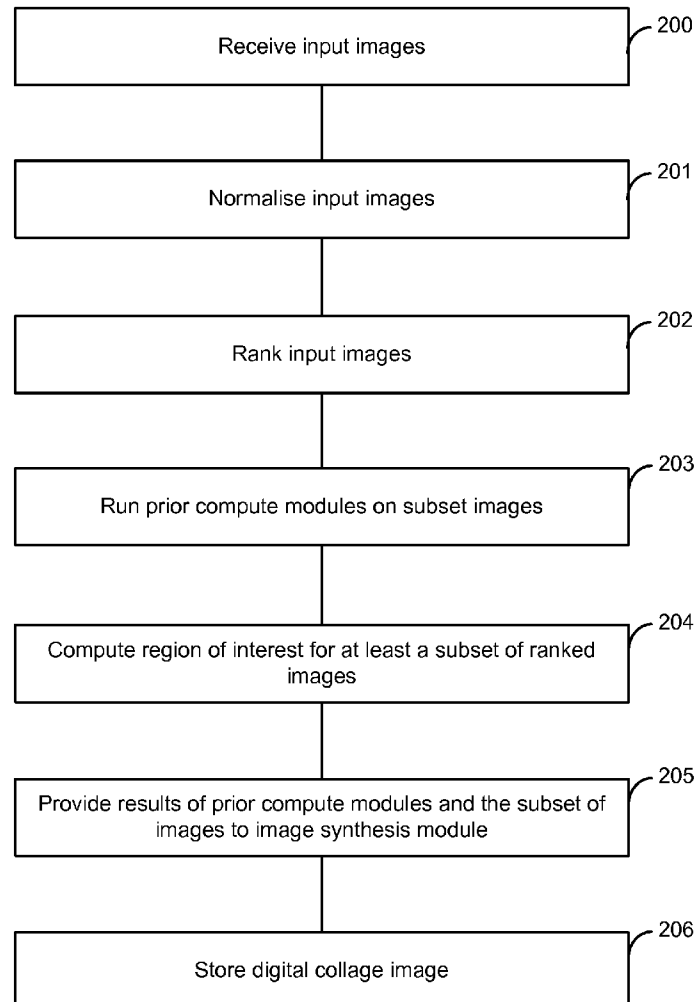 200
Receive input images
201
Normalise input images
202
Rank input images
203
Run prior compute modules on subset images
204
Compute region of interest for at least a subset of ranked
images
205
Provide results of prior compute modules and the subset of
images to image synthesis module
206
Store digital collage image